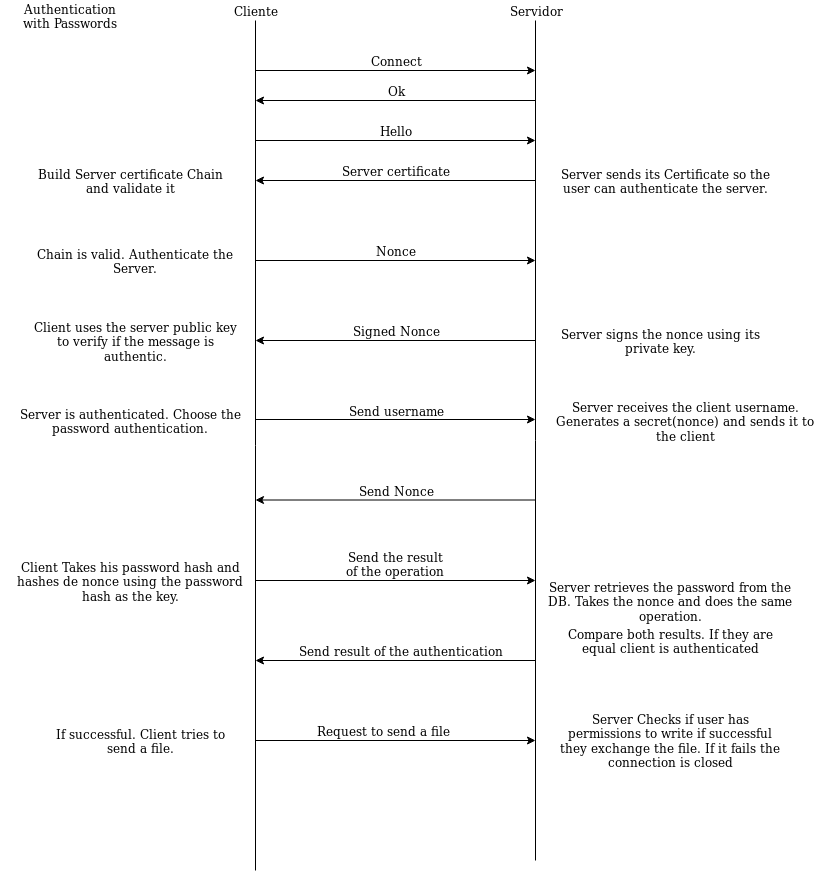 Authentication
with Passwords
Cliente
Servidor
Connect
Ok
Hello
Server certificate
Build Server certificate Chain
and validate it
Server sends its Certificate so the
user can authenticate the server.
Nonce
Chain is valid. Authenticate the
Server.
Signed Nonce
Client uses the server public key
to verify if the message is
authentic.
Server signs the nonce using its
private key.
Send username
Server is authenticated. Choose the
password authentication.
Server receives the client username.
Generates a secret(nonce) and sends it to
the client
Send Nonce
Send the result
of the operation
Client Takes his password hash and
hashes de nonce using the password
hash as the key.
Server retrieves the password from the
DB. Takes the nonce and does the same
operation.
Compare both results. If they are
equal client is authenticated
Send result of the authentication
Request to send a file
If successful. Client tries to
send a file.
Server Checks if user has
permissions to write if successful
they exchange the file. If it fails the
connection is closed